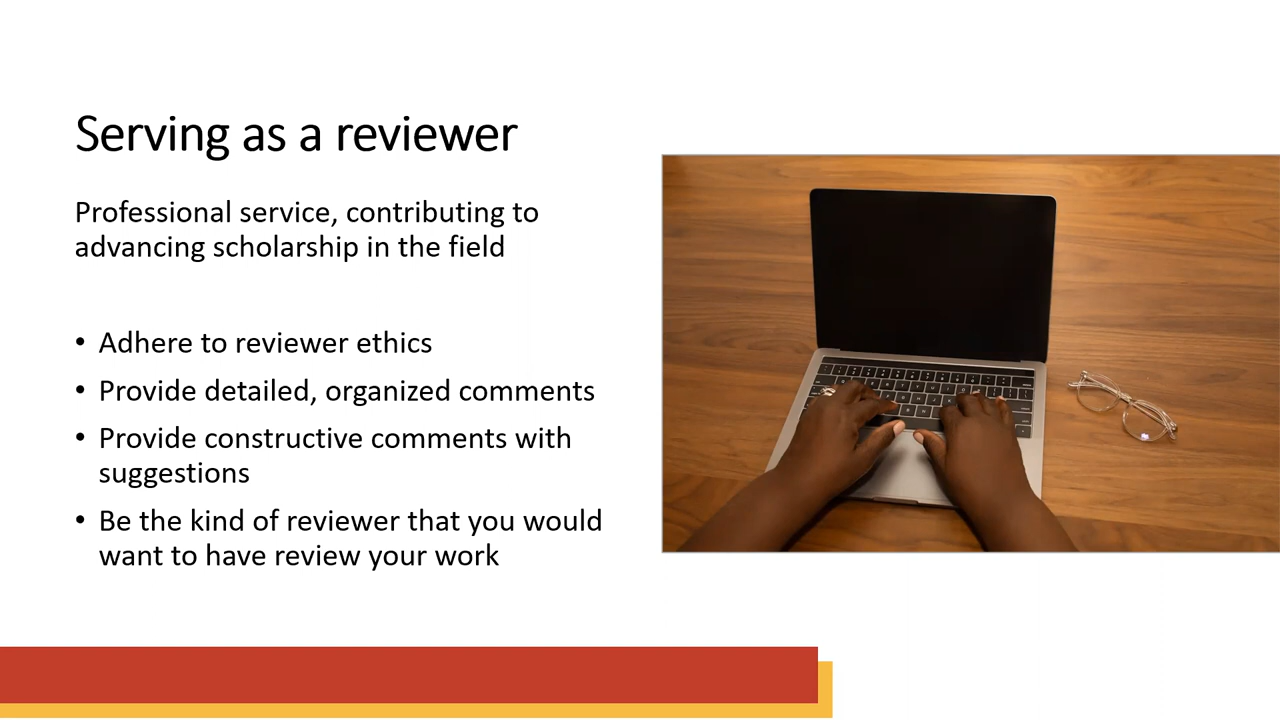 Serving as a reviewer
Professional service, contributing to
advancing scholarship in the field
• Adhere to reviewer ethics
• Provide detailed, organized comments
• Provide constructive comments with
suggestions
• Be the kind of reviewer that you would
want to have review your work